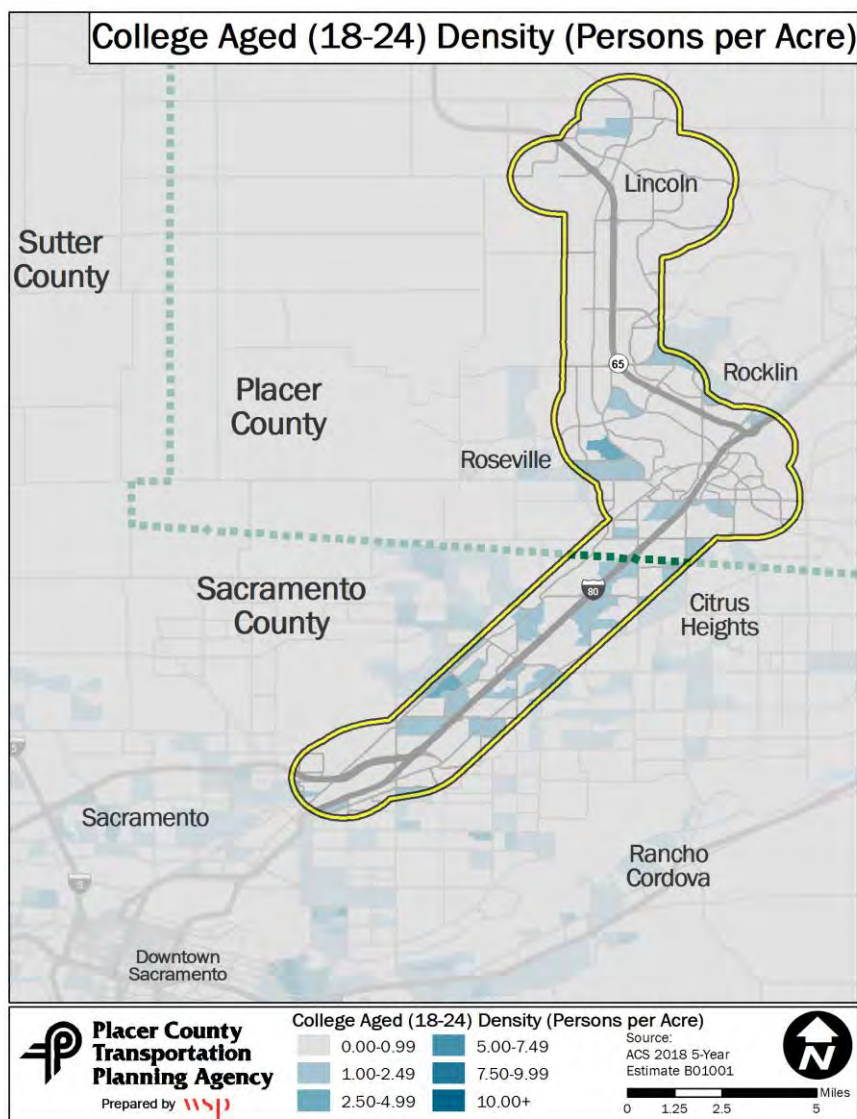 College Aged (18-24) Density (Persons per Acre)
Lincoln
Sutter
County
65
Rocklin
Placer
County
Roseville
Sacramento
County
80
Citrus
Heights
5
Sacramento
Rancho
Cordova
5
Downtown
Sacramento
Placer County
Transportation
Planning Agency
Prepared by wsp
College Aged (18-24) Density (Persons per Acre)
0.00-0.99
5.00-7.49
1.00-2.49
7.50-9.99
2.50-4.99
10.00+
Source:
ACS 2018 5-Year
Estimate B01001
N
Miles
0 1.25 2.5 5